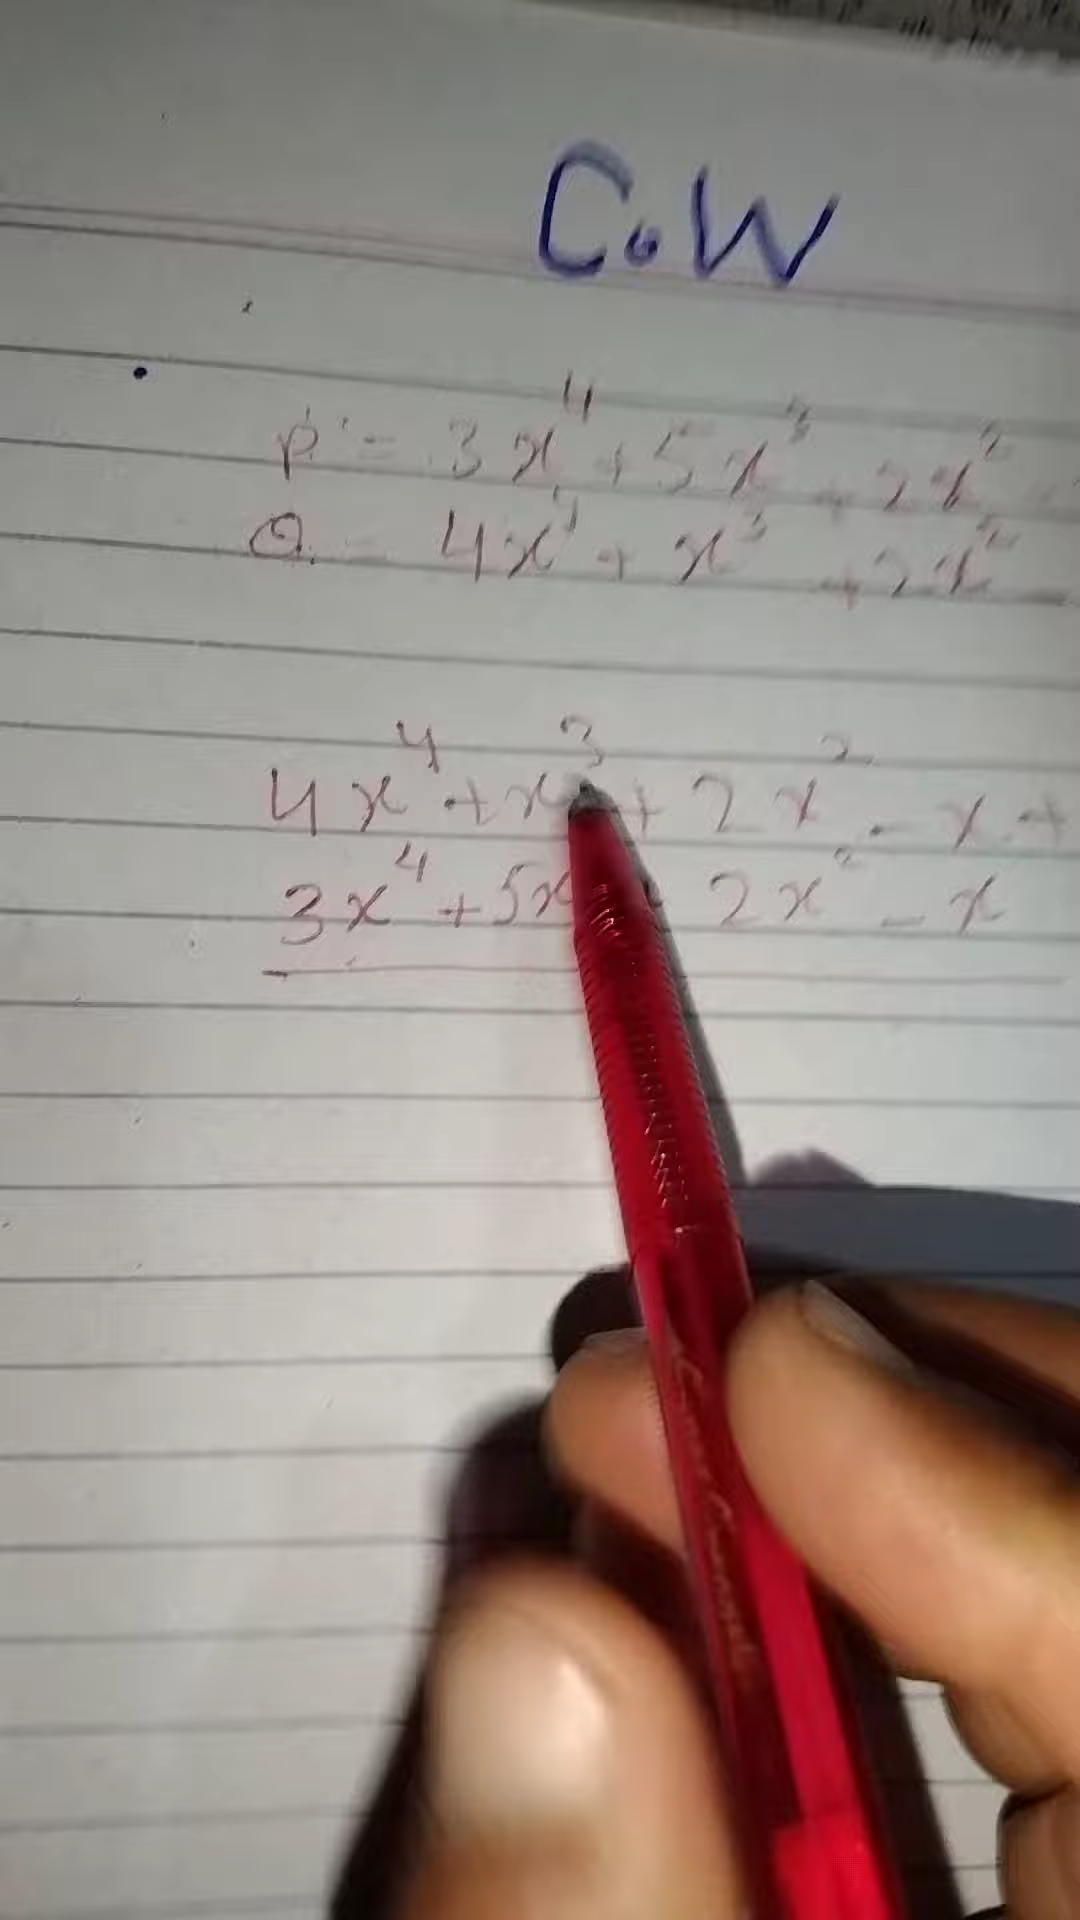 C.W
P = 3x⁴ + 5x³ + 2x² -
Q = 4x⁴ + x³ + 2x² -
4x⁴ + x³ + 2x² - x +
3x⁴ + 5x 2x² - x